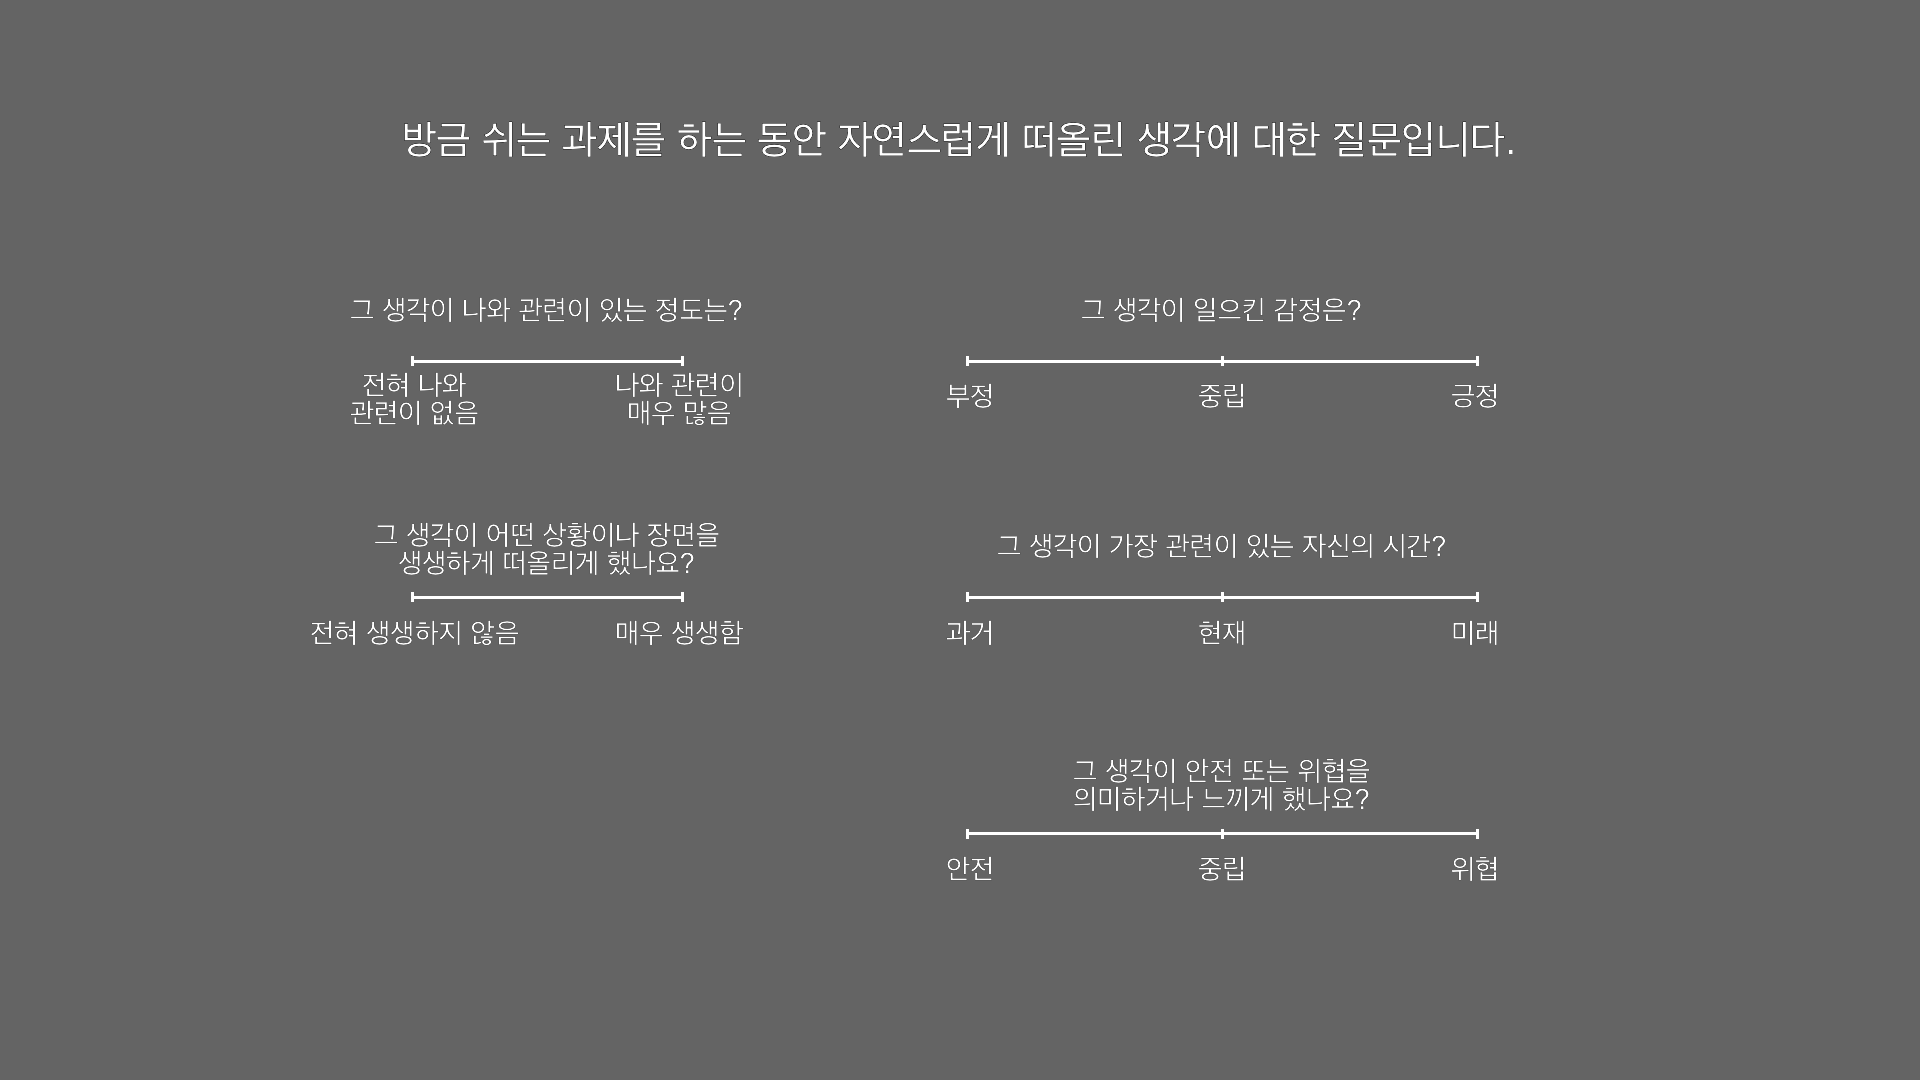 방금 쉬는 과제를 하는 동안 자연스럽게 떠올린 생각에 대한 질문입니다.
그 생각이 나와 관련이 있는 정도는?
전혀 나와
관련이 없음
나와 관련이
매우 많음
그 생각이 일으킨 감정은?
부정
중립
긍정
그 생각이 어떤 상황이나 장면을
생생하게 떠올리게 했나요?
전혀 생생하지 않음
매우 생생함
그 생각이 가장 관련이 있는 자신의 시간?
과거
현재
미래
그 생각이 안전 또는 위협을
의미하거나 느끼게 했나요?
안전
중립
위협